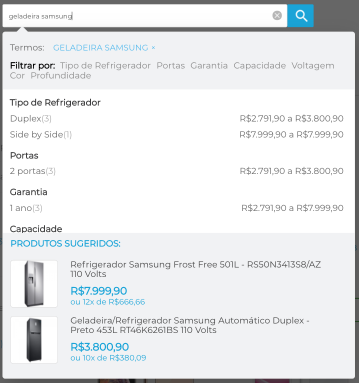 geladeira samsung
Termos: GELADEIRA SAMSUNG ×
Filtrar por: Tipo de Refrigerador Portas Garantia Capacidade Voltagem
Cor Profundidade
Tipo de Refrigerador
Duplex(3) R$2.791,90 a R$3.800,90
Side by Side(1) R$7.999,90 a R$7.999,90
Portas
2 portas(3) R$2.791,90 a R$3.800,90
Garantia
1 ano(3) R$2.791,90 a R$7.999,90
Capacidade
PRODUTOS SUGERIDOS:
Refrigerador Samsung Frost Free 501L - RS50N3413S8/AZ
110 Volts
R$7.999,90
ou 12x de R$666,66
Geladeira/Refrigerador Samsung Automático Duplex -
Preto 453L RT46K6261BS 110 Volts
R$3.800,90
ou 10x de R$380,09